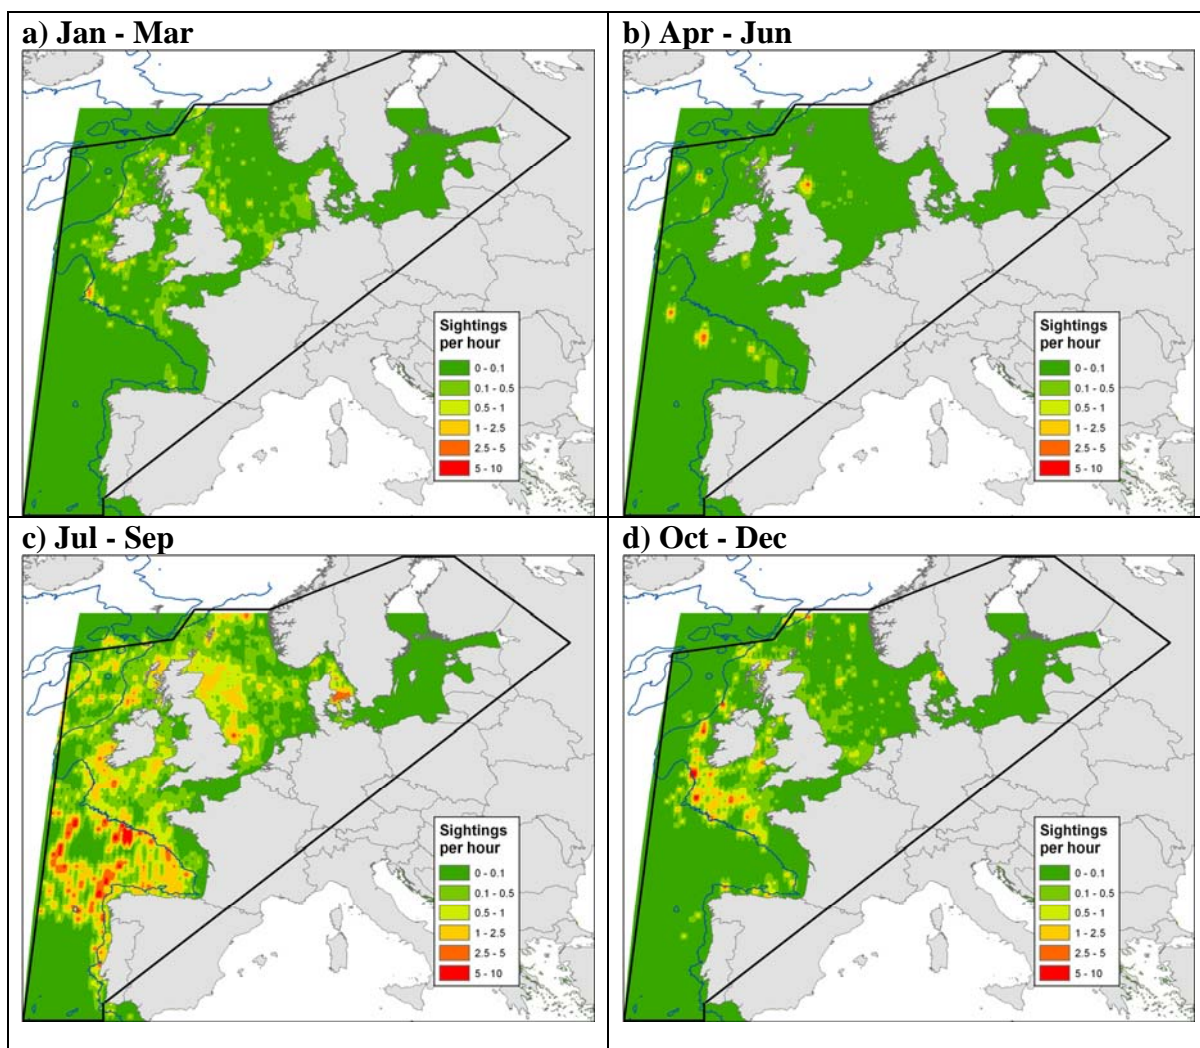 a) Jan - Mar
Sightings
per hour
0 - 0.1
0.1 - 0.5
0.5 - 1
1 - 2.5
2.5 - 5
5 - 10
b) Apr - Jun
Sightings
per hour
0 - 0.1
0.1 - 0.5
0.5 - 1
1 - 2.5
2.5 - 5
5 - 10
c) Jul - Sep
Sightings
per hour
0 - 0.1
0.1 - 0.5
0.5 - 1
1 - 2.5
2.5 - 5
5 - 10
d) Oct - Dec
Sightings
per hour
0 - 0.1
0.1 - 0.5
0.5 - 1
1 - 2.5
2.5 - 5
5 - 10